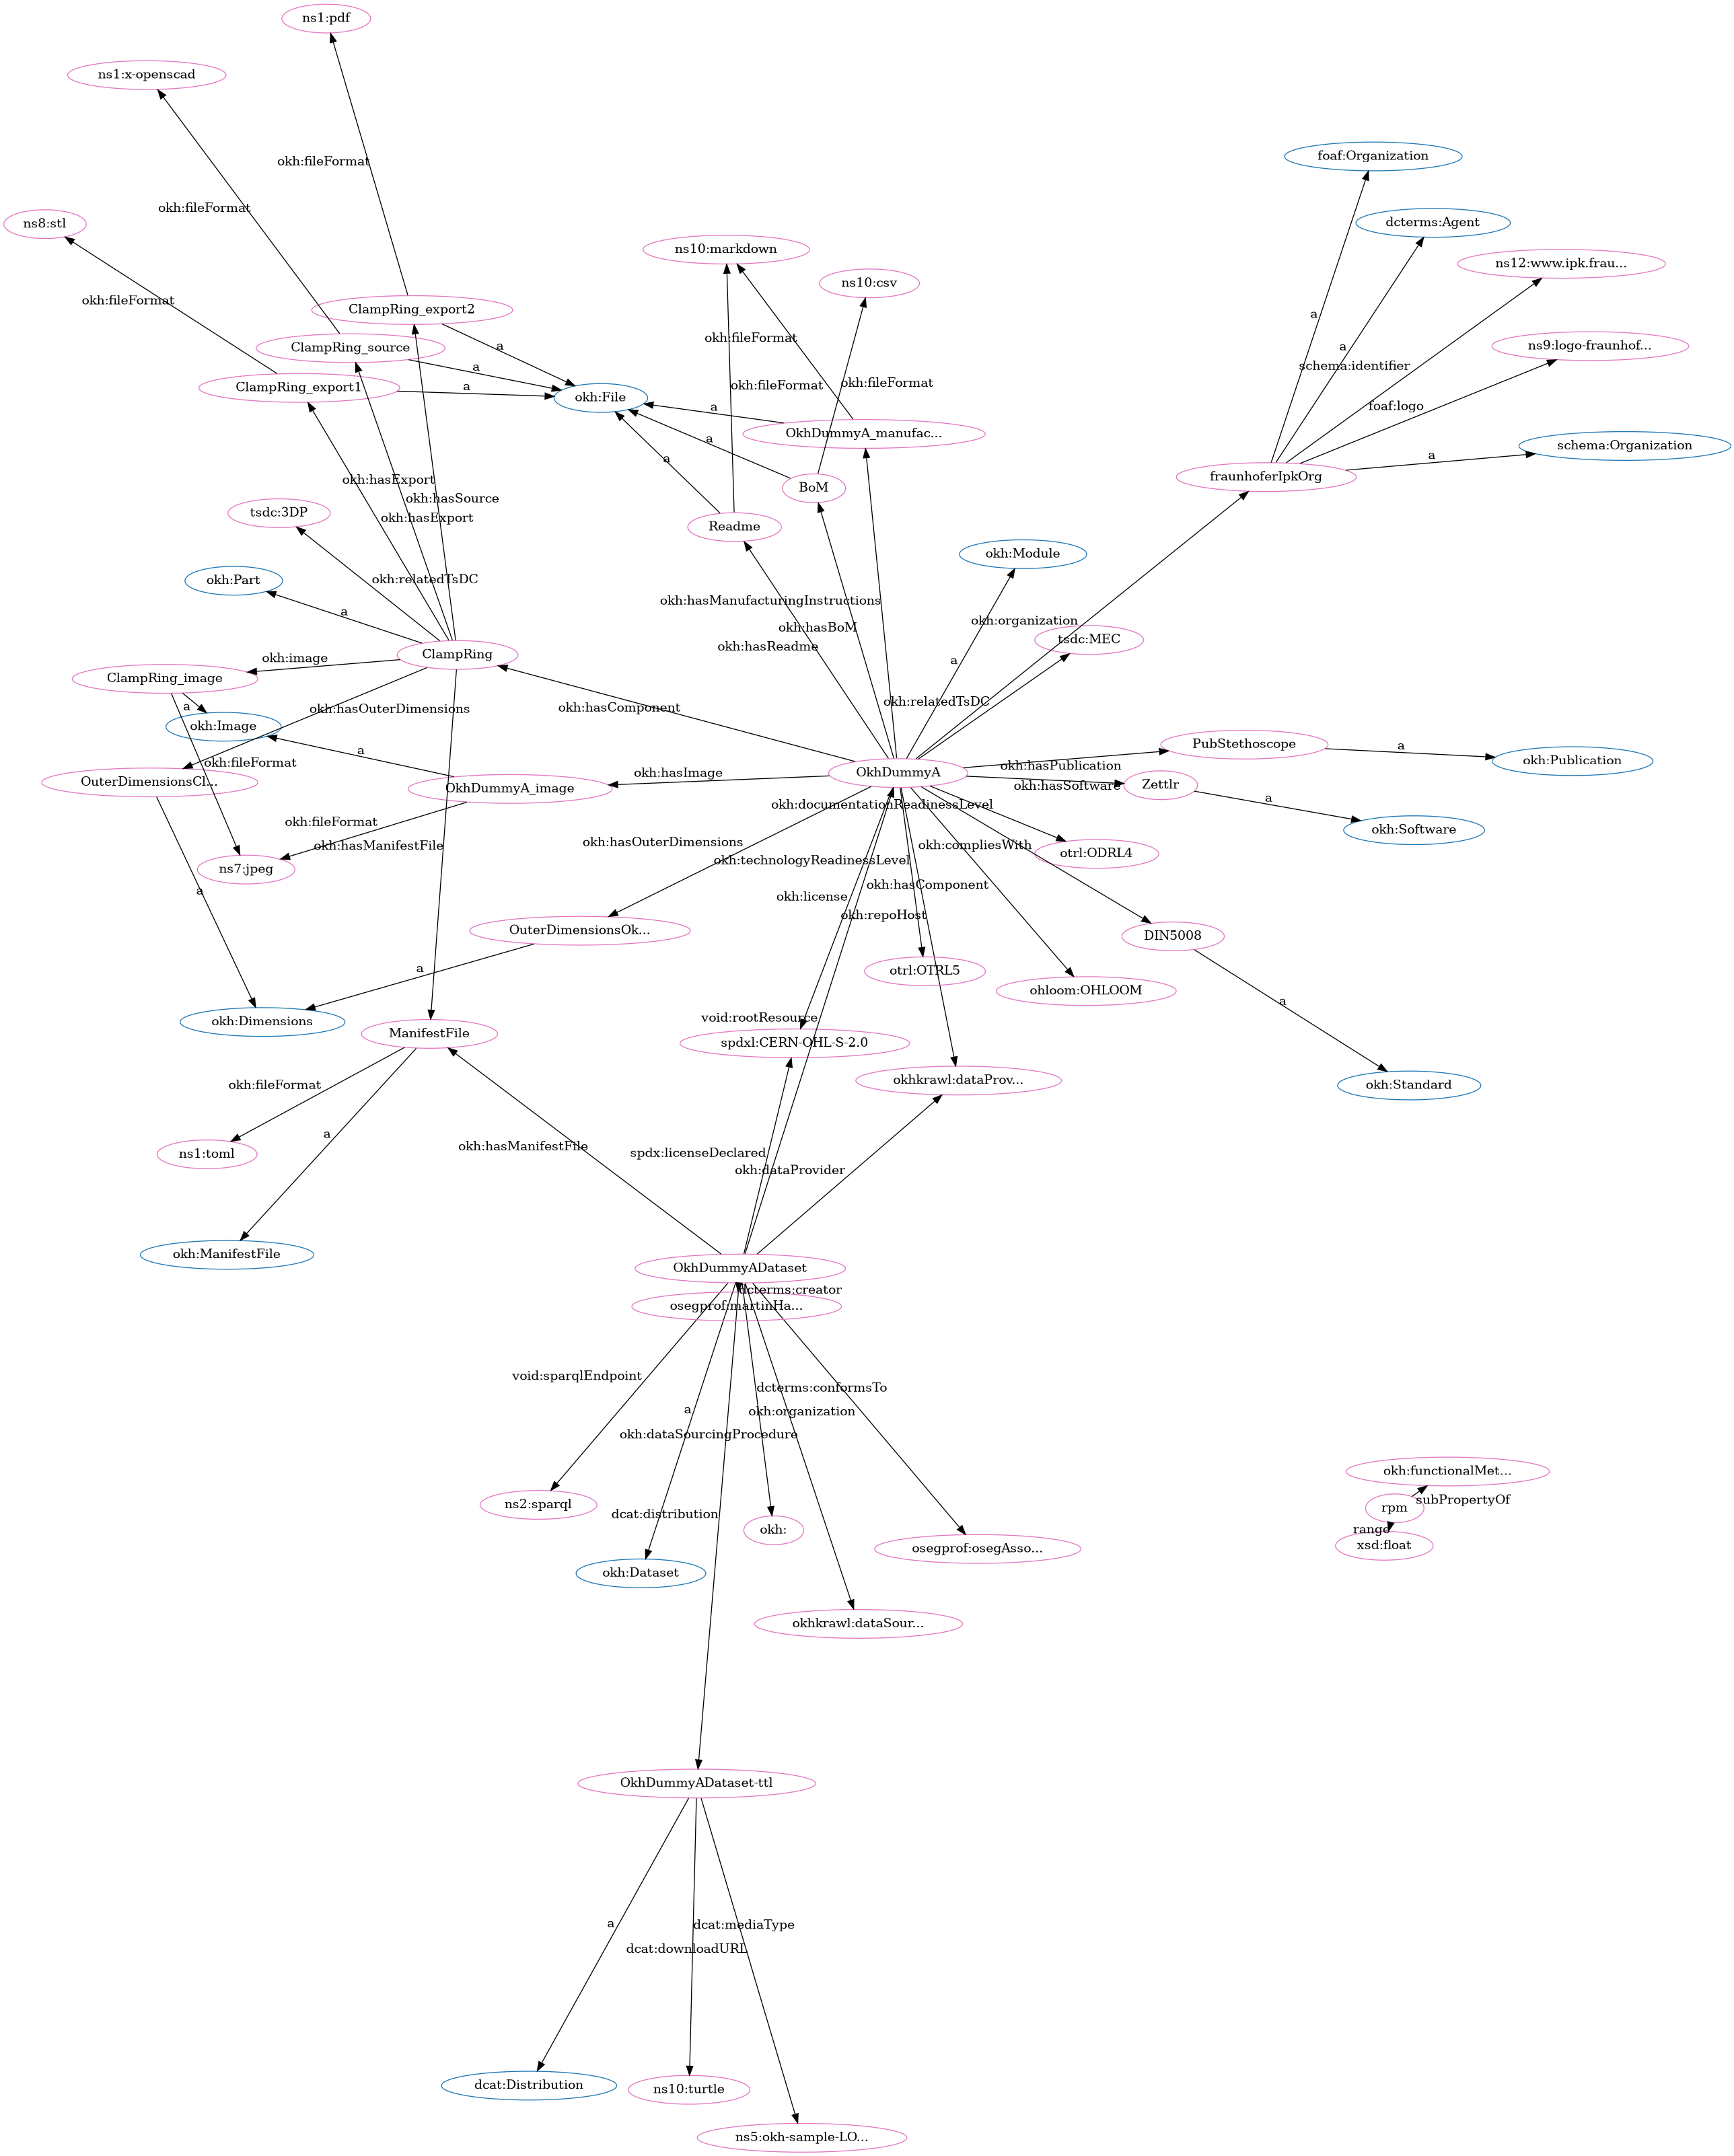 ns1:pdf
ns1:x-openscad
foaf:Organization
okh:fileFormat
okh:fileFormat
ns8:stl
dcterms:Agent
ns10:markdown
ns12:www.ipk.frau...
ns10:csv
okh:fileFormat
ClampRing_export2
a
okh:fileFormat
a
ClampRing_source
a
ns9:logo-fraunhof...
schema:identifier
a
okh:fileFormat
okh:fileFormat
ClampRing_export1
a
okh:File
a
foaf:logo
OkhDummyA_manufac...
a
schema:Organization
a
a
fraunhoferIpkOrg
okh:hasExport
BoM
okh:hasSource
tsdc:3DP
okh:hasExport
Readme
okh:Module
okh:Part
okh:relatedTsDC
a
okh:hasManufacturingInstructions
okh:organization
okh:hasBoM
tsdc:MEC
okh:hasReadme
ClampRing
okh:image
a
ClampRing_image
a
okh:hasOuterDimensions
okh:hasComponent
okh:relatedTsDC
okh:Image
a
PubStethoscope
a
okh:fileFormat
okh:Publication
okh:hasPublication
OkhDummyA
okh:hasImage
OuterDimensionsCl...
OkhDummyA_image
okh:hasSoftware
Zettlr
a
okh:documentationReadinessLevel
okh:fileFormat
okh:Software
okh:hasManifestFile
okh:hasOuterDimensions
okh:compliesWith
otrl:ODRL4
okh:technologyReadinessLevel
ns7:jpeg
okh:hasComponent
a
okh:license
okh:repoHost
OuterDimensionsOk...
DIN5008
a
otrl:OTRL5
ohloom:OHLOOM
a
void:rootResource
okh:Dimensions
ManifestFile
spdxl:CERN-OHL-S-2.0
okhkrawl:dataProv...
okh:fileFormat
okh:Standard
a
okh:hasManifestFile
ns1:toml
spdx:licenseDeclared
okh:dataProvider
okh:ManifestFile
OkhDummyADataset
dcterms:creator
osegprof:martinHa...
void:sparqlEndpoint
dcterms:conformsTo
a
okh:organization
okh:dataSourcingProcedure
okh:functionalMet...
subPropertyOf
ns2:sparql
rpm
dcat:distribution
okh:
range
xsd:float
osegprof:osegAsso...
okh:Dataset
okhkrawl:dataSour...
OkhDummyADataset-ttl
a
dcat:mediaType
dcat:downloadURL
dcat:Distribution
ns10:turtle
ns5:okh-sample-LO...